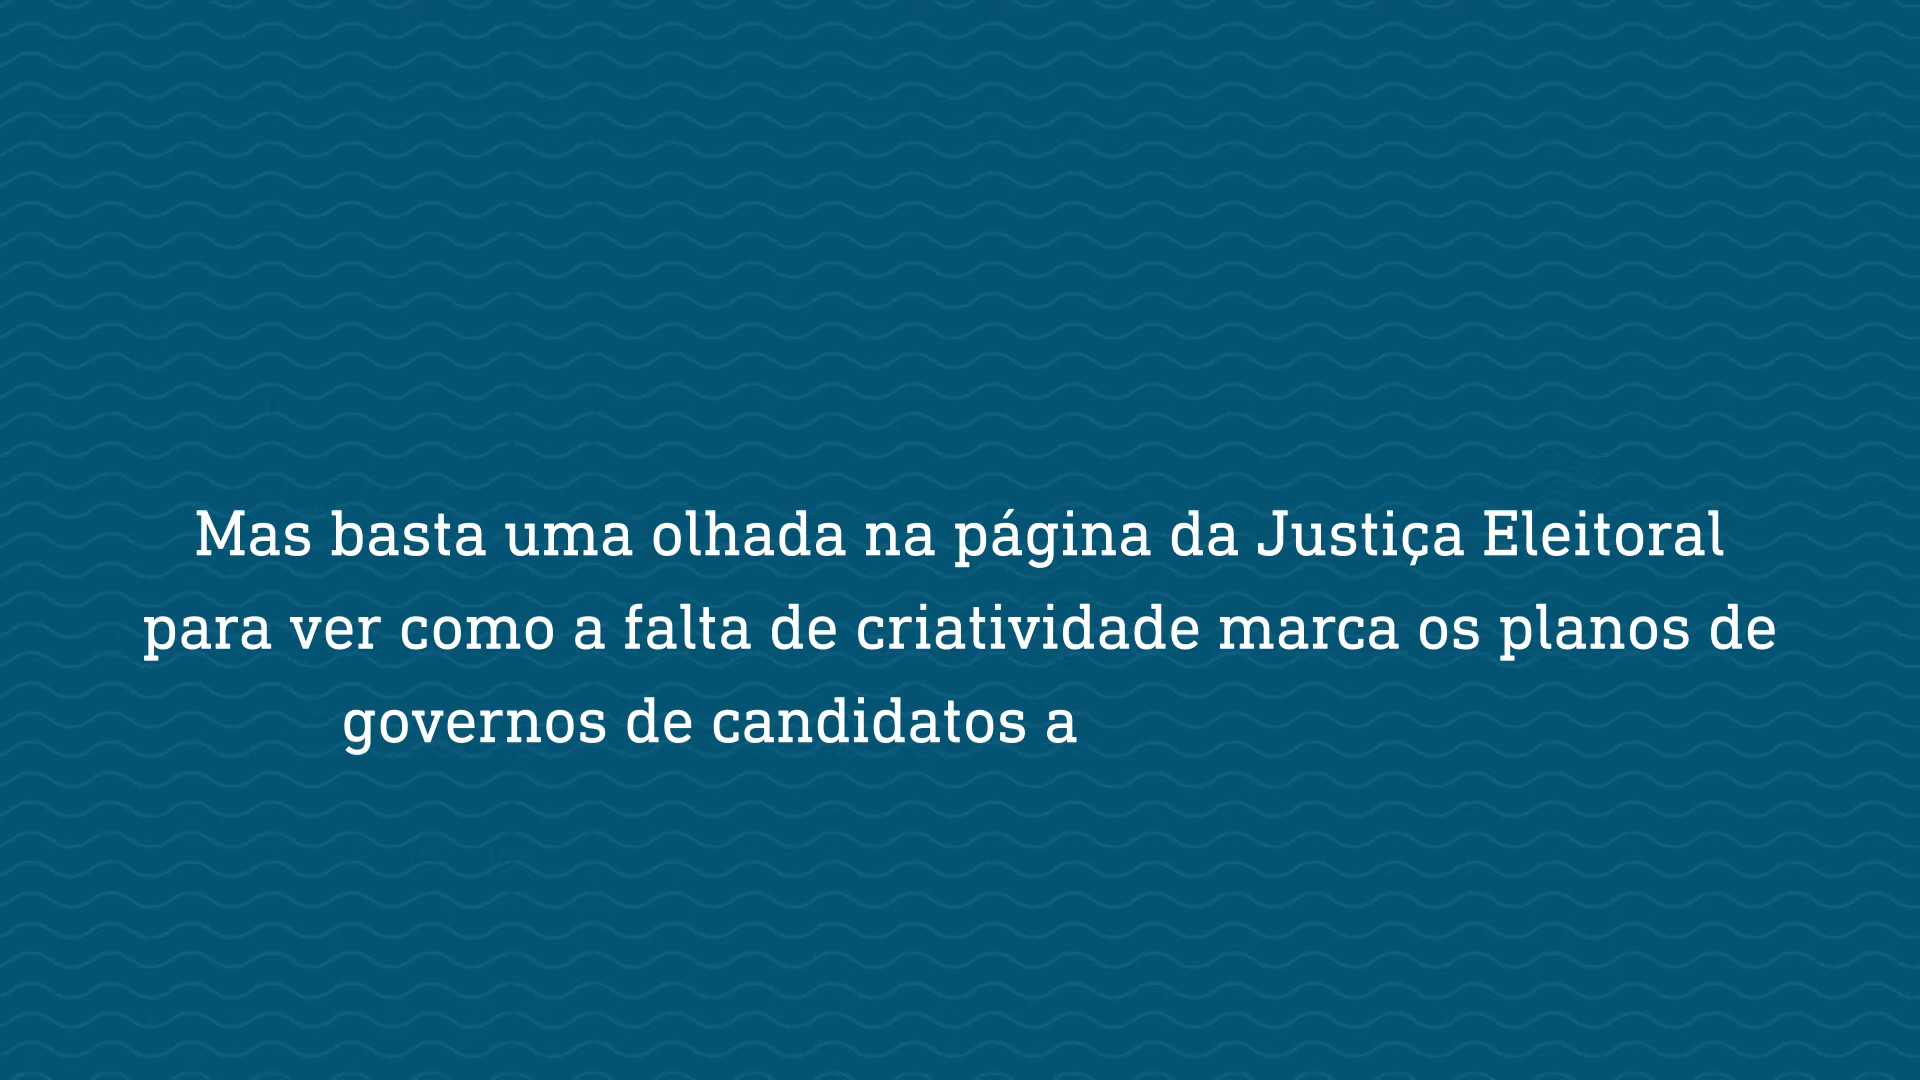 Mas basta uma olhada na página da Justiça Eleitoral
para ver como a falta de criatividade marca os planos de
governos de candidatos a